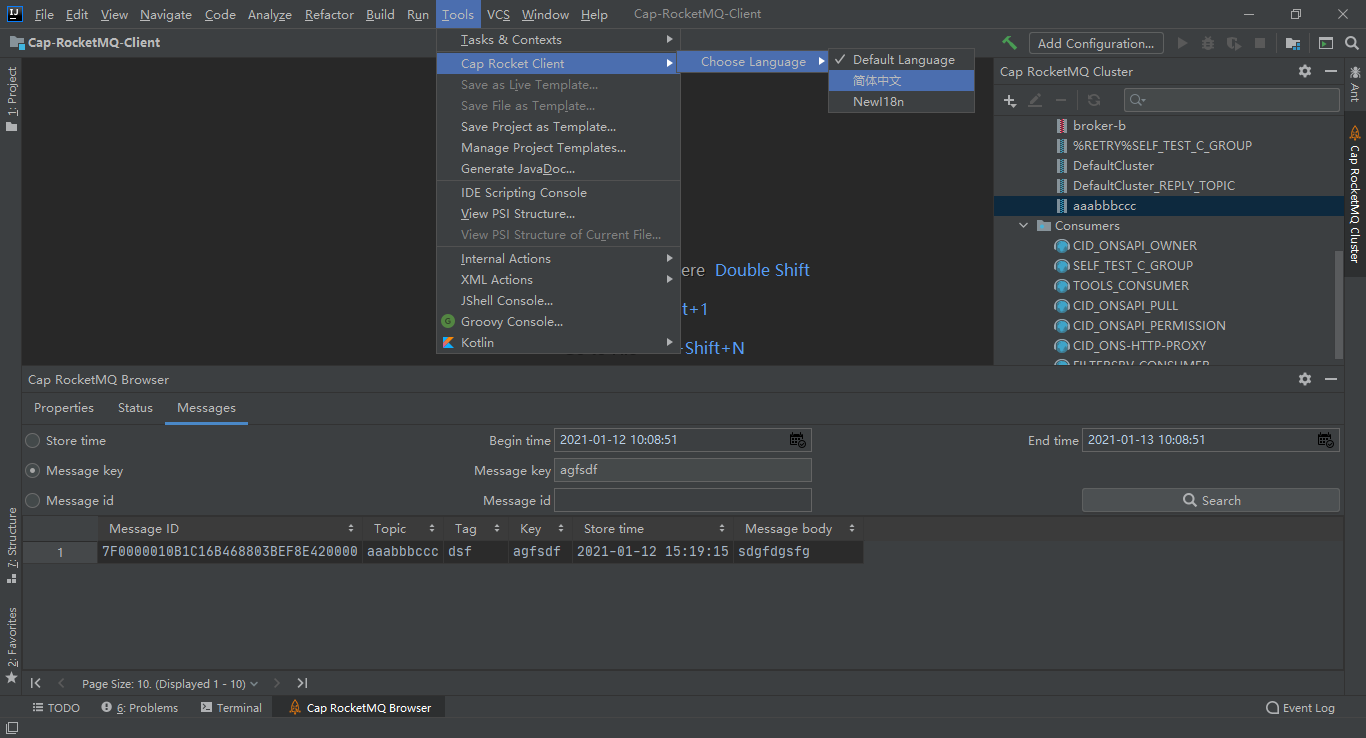 File Edit View Navigate Code Analyze Refactor Build Run Tools VCS Window Help Cap-RocketMQ-Client
Cap-RocketMQ-Client
Add Configuration...
1: Project
7: Structure
2: Favorites
Tasks & Contexts
Cap Rocket Client
Save as Live Template...
Save File as Template...
Save Project as Template...
Manage Project Templates...
Generate JavaDoc...
IDE Scripting Console
View PSI Structure...
View PSI Structure of Current File...
Internal Actions
XML Actions
JShell Console...
Groovy Console...
Kotlin
Choose Language
Default Language
简体中文
NewI18n
ere Double Shift
t+1
-Shift+N
Cap RocketMQ Cluster
broker-b
%RETRY%SELF_TEST_C_GROUP
DefaultCluster
DefaultCluster_REPLY_TOPIC
aaabbbccc
Consumers
CID_ONSAPI_OWNER
SELF_TEST_C_GROUP
TOOLS_CONSUMER
CID_ONSAPI_PULL
CID_ONSAPI_PERMISSION
CID_ONS-HTTP-PROXY
FILTERSRV_CONSUMER
Ant
Cap RocketMQ Cluster
Cap RocketMQ Browser
Properties Status Messages
Store time Begin time 2021-01-12 10:08:51 End time 2021-01-13 10:08:51
Message key Message key agfsdf
Message id Message id Search
Message ID Topic Tag Key Store time Message body
1 7F0000010B1C16B468803BEF8E420000 aaabbbccc dsf agfsdf 2021-01-12 15:19:15 sdgfdgsfg
Page Size: 10. (Displayed 1 - 10)
TODO 6: Problems Terminal Cap RocketMQ Browser Event Log